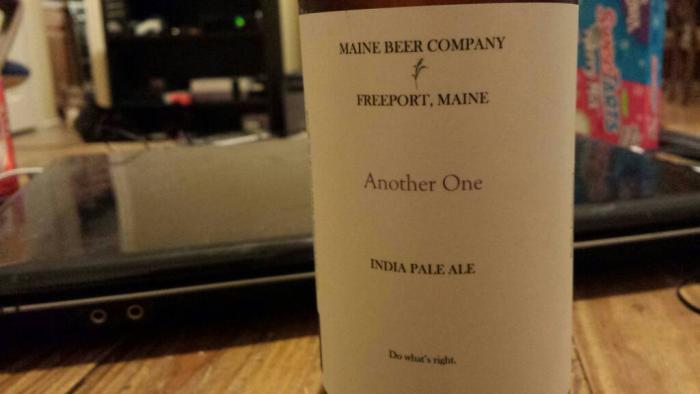 MAINE BEER COMPANY
FREEPORT, MAINE
Another One
INDIA PALE ALE
Do what's right.